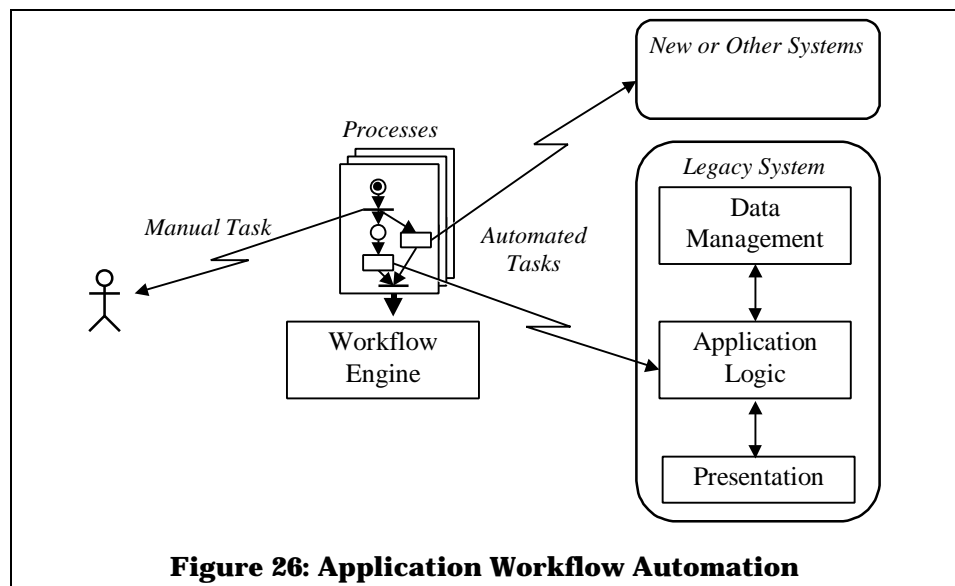 New or Other Systems
Processes
Legacy System
Manual Task
Data
Management
Automated
Tasks
Workflow
Engine
Application
Logic
Presentation
Figure 26: Application Workflow Automation